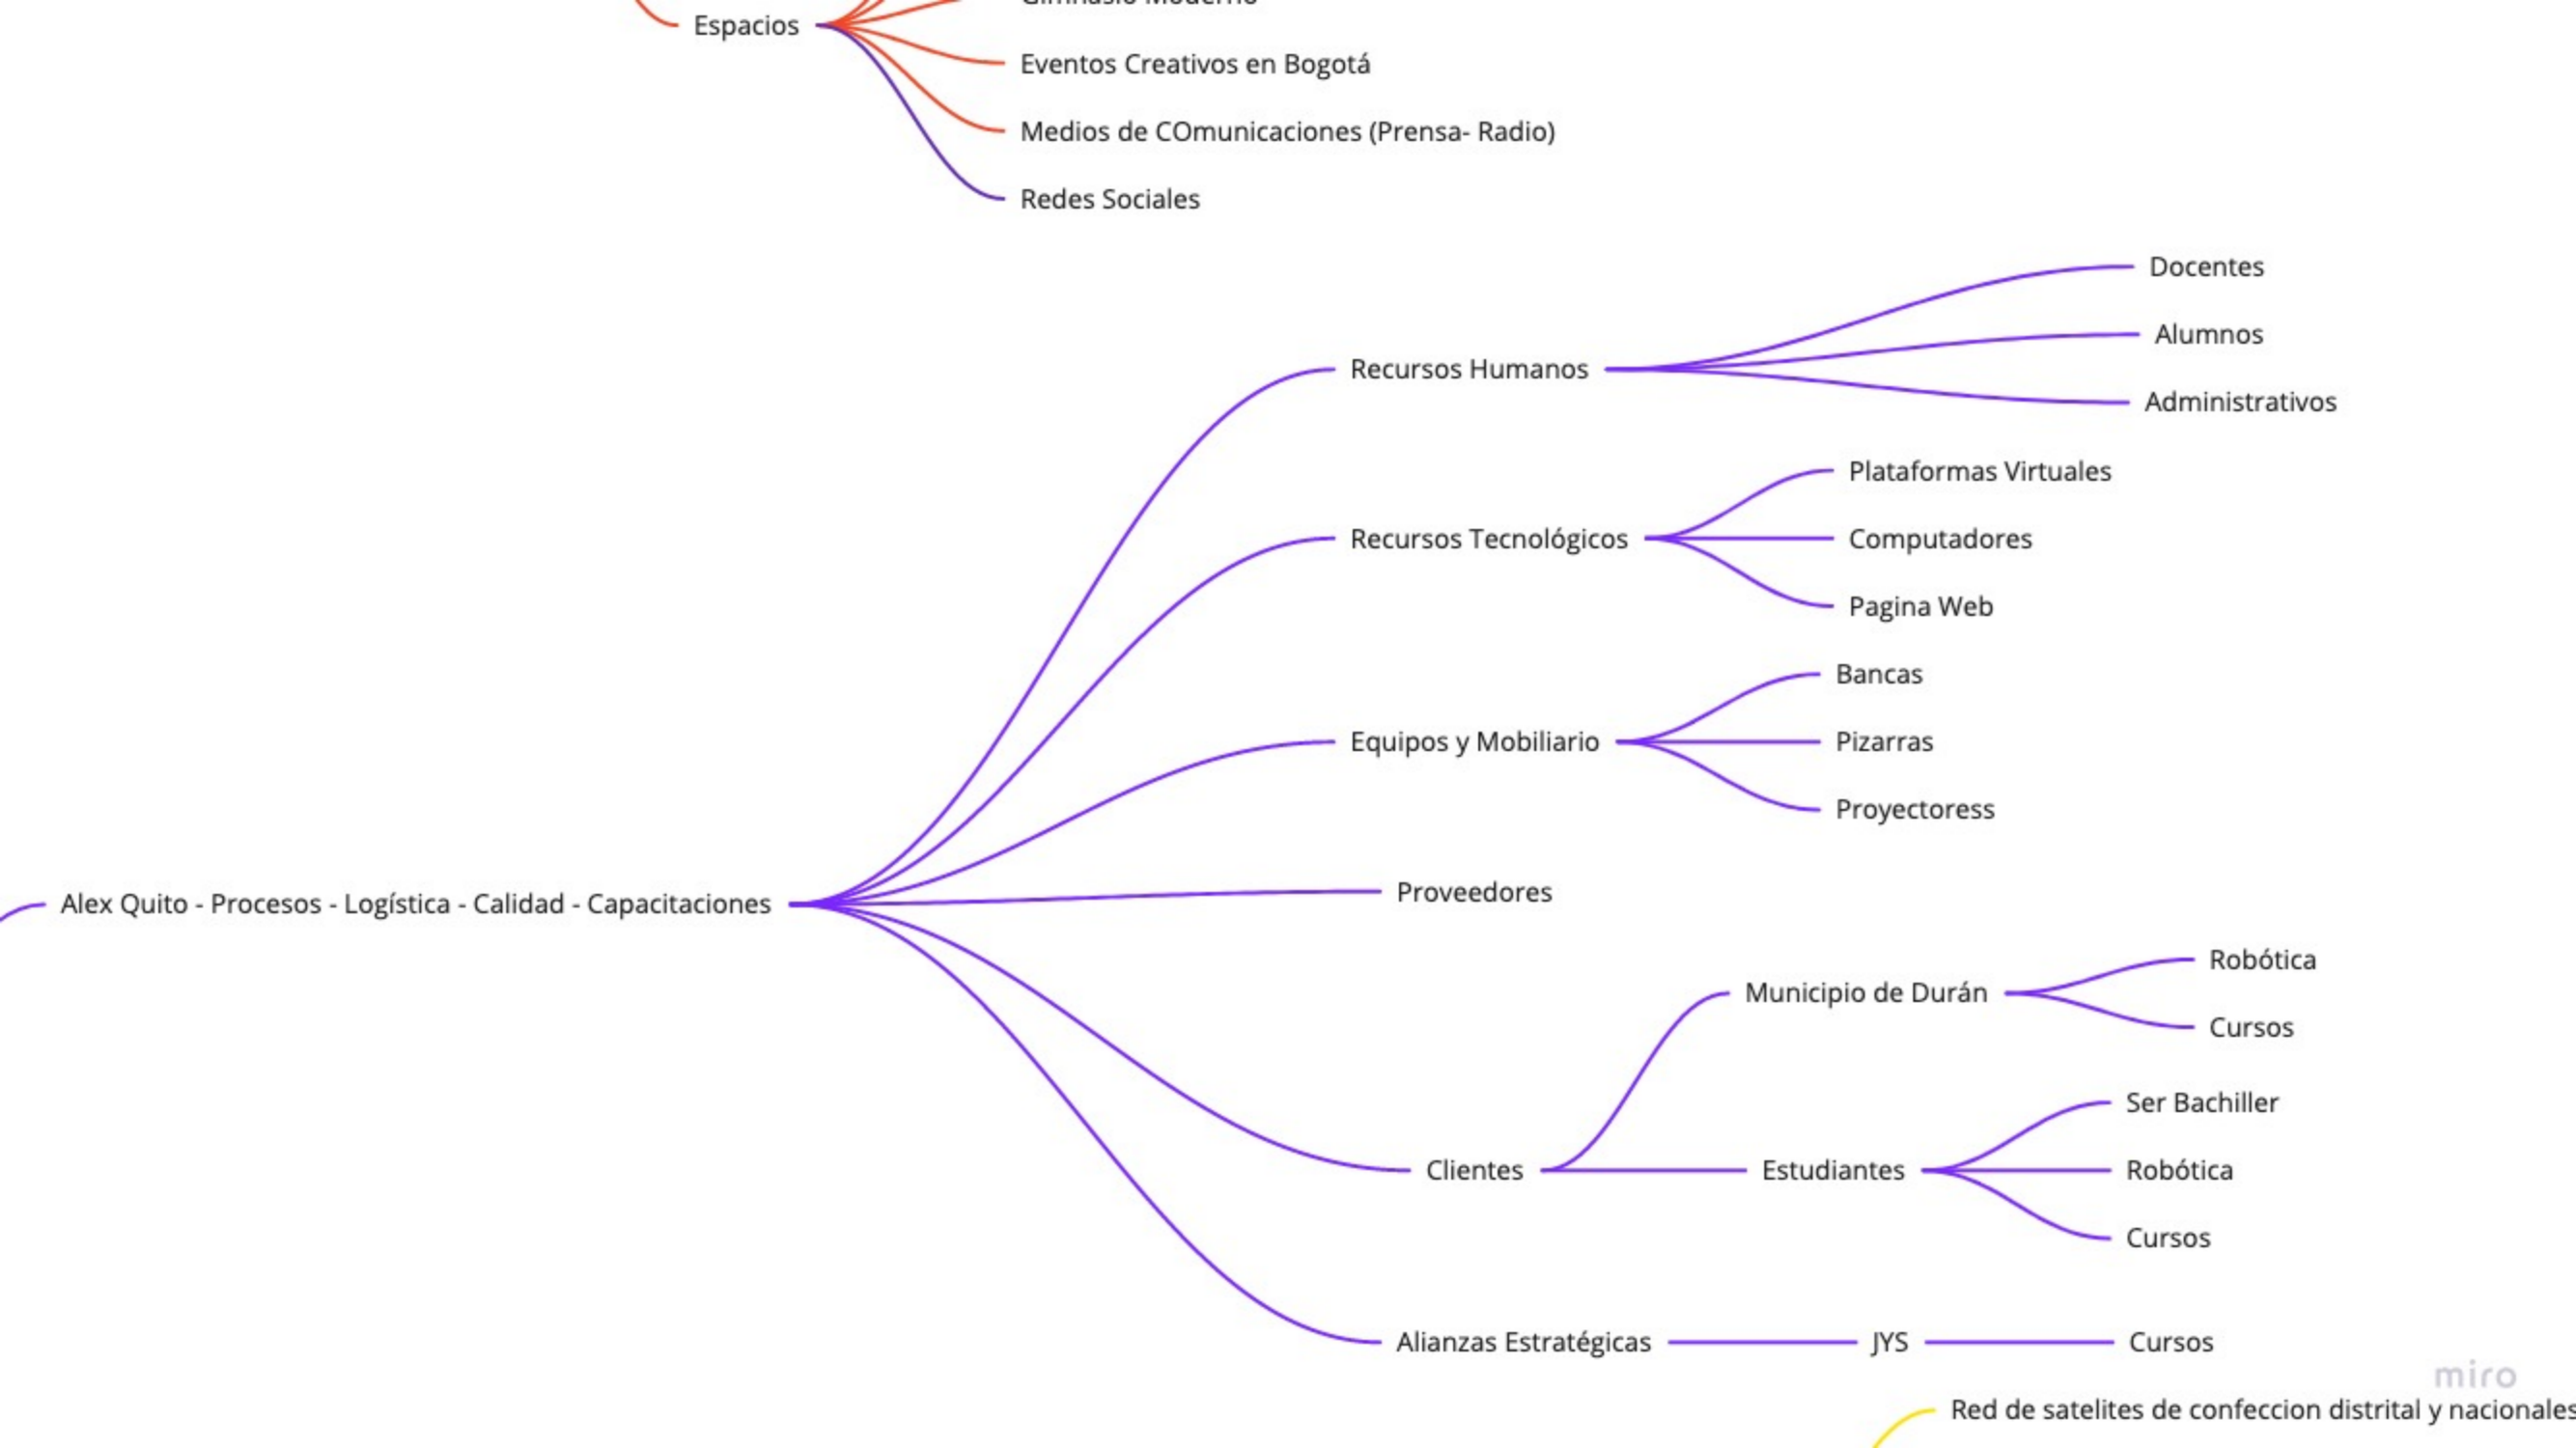 Gimnasio Moderno
Espacios
Eventos Creativos en Bogotá
Medios de COmunicaciones (Prensa- Radio)
Redes Sociales
Docentes
Alumnos
Recursos Humanos
Administrativos
Plataformas Virtuales
Recursos Tecnológicos
Computadores
Pagina Web
Bancas
Equipos y Mobiliario
Pizarras
Proyectoress
Proveedores
Alex Quito - Procesos - Logística - Calidad - Capacitaciones
Robótica
Municipio de Durán
Cursos
Ser Bachiller
Clientes
Estudiantes
Robótica
Cursos
Alianzas Estratégicas
JYS
Cursos
miro
Red de satelites de confeccion distrital y nacionales